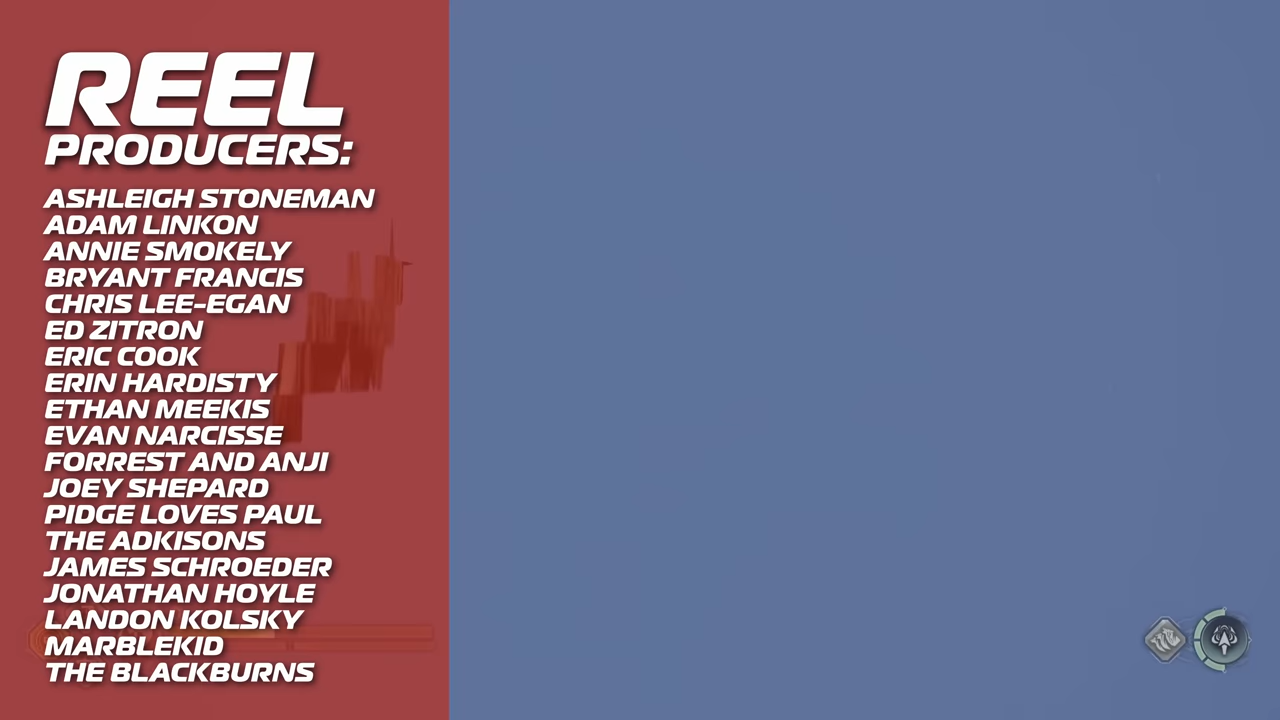 REEL
PRODUCERS:
ASHLEIGH STONEMAN
ADAM LINKON
ANNIE SMOKELY
BRYANT FRANCIS
CHRIS LEE-EGAN
ED ZITRON
ERIC COOK
ERIN HARDISTY
ETHAN MEEKIS
EVAN NARCISSE
FORREST AND ANJI
JOEY SHEPARD
PIDGE LOVES PAUL
THE ADKISONS
JAMES SCHROEDER
JONATHAN HOYLE
LANDON KOLSKY
MARBLEKID
THE BLACKBURNS